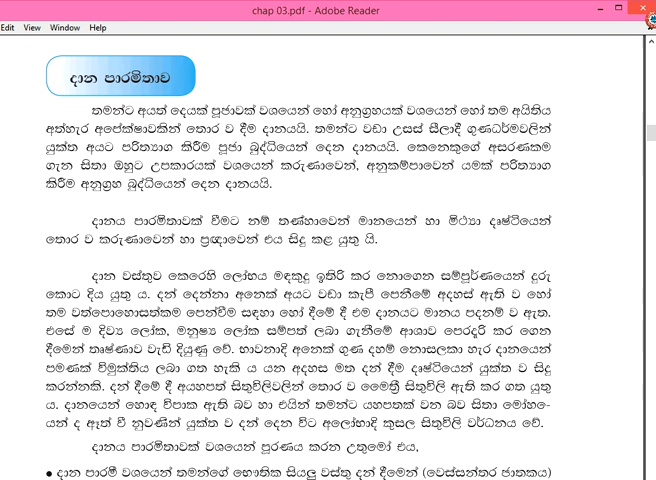 chap 03.pdf - Adobe Reader
Edit View Window Help
දාන පාරමිතාව
තමන්ට අයත් දෙයක් පූජාවක් වශයෙන් හෝ අනුග්‍රහයක් වශයෙන් හෝ තම අයිතිය
අත්හැර අපේක්ෂාවකින් තොර ව දීම දානයයි. තමන්ට වඩා උසස් සීලාදී ගුණධර්මවලින්
යුක්ත අයට පරිත්‍යාග කිරීම පූජා බුද්ධියෙන් දෙන දානයයි. කෙනෙකුගේ අසරණකම
ගැන සිතා ඔහුට උපකාරයක් වශයෙන් කරුණාවෙන්, අනුකම්පාවෙන් යමක් පරිත්‍යාග
කිරීම අනුග්‍රහ බුද්ධියෙන් දෙන දානයයි.
දානය පාරමිතාවක් වීමට නම් තණ්හාවෙන් මානයෙන් හා මිථ්‍යා දෘෂ්ටියෙන්
තොර ව කරුණාවෙන් හා ප්‍රඥාවෙන් එය සිදු කළ යුතු යි.
දාන වස්තුව කෙරෙහි ලෝභය මඳකුදු ඉතිරි කර නොගෙන සම්පූර්ණයෙන් දුරු
කොට දිය යුතු ය. දන් දෙන්නා අනෙක් අයට වඩා කැපී පෙනීමේ අදහස් ඇති ව හෝ
තම වත්පොහොසත්කම පෙන්වීම සඳහා හෝ දීමේ දී එම දානයට මානය පදනම් ව ඇත.
එසේ ම දිව්‍ය ලෝක, මනුෂ්‍ය ලෝක සම්පත් ලබා ගැනීමේ ආශාව පෙරදැරි කර ගෙන
දීමෙන් තෘෂ්ණාව වැඩි දියුණු වේ. භාවනාදි අනෙක් ගුණ දහම් නොසලකා හැර දානයෙන්
පමණක් විමුක්තිය ලබා ගත හැකි ය යන අදහස මත දන් දීම දෘෂ්ටියෙන් යුක්ත ව සිදු
කරන්නකි. දන් දීමේ දී අයහපත් සිතුවිලිවලින් තොර ව මෛත්‍රී සිතුවිලි ඇති කර ගත යුතු
ය. දානයෙන් හොඳ විපාක ඇති බව හා එයින් තමන්ට යහපතක් වන බව සිතා මෝහ-
යන් ද ඈත් වී නුවණින් යුක්ත ව දන් දෙන විට අලෝභාදි කුසල සිතුවිලි වර්ධනය වේ.
දානය පාරමිතාවක් වශයෙන් පූරණය කරන උතුමෝ එය,
• දාන පාරමී වශයෙන් තමන්ගේ භෞතික සියලු වස්තු දන් දීමෙන් (වෙස්සන්තර ජාතකය)